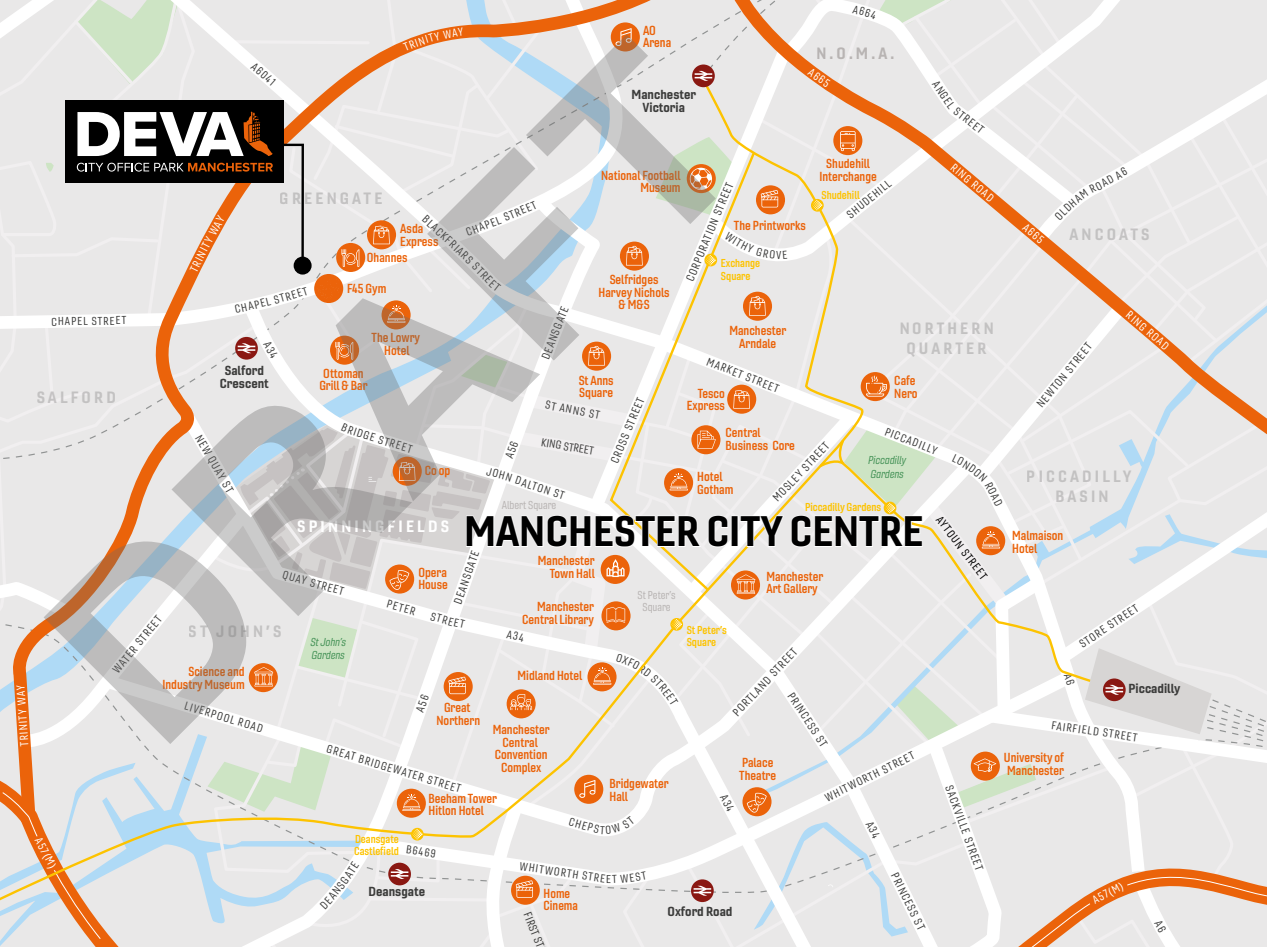 TRINITY WAY
A6041
AO
Arena
Manchester
Victoria
A664
N.O.M.A.
A665
ANGEL STREET
DEVA
CITY OFFICE PARK MANCHESTER
GREENGATE
National Football
Museum
Shudehill
Interchange
Shudehill
SHUDEHILL
The Printworks
RING ROAD
OLDHAM ROAD A6
A665
ANCOATS
TRINITY WAY
BLACKFRIARS STREET
CHAPEL STREET
Asda
Express
Ohannes
F45 Gym
CHAPEL STREET
CHAPEL STREET
CORPORATION STREET
WITHY GROVE
Exchange
Square
Selfridges
Harvey Nichols
& M&S
DEANSGATE
Manchester
Arndale
NORTHERN
QUARTER
RING ROAD
The Lowry
Hotel
A34
Salford
Crescent
Ottoman
Grill & Bar
SALFORD
St Anns
Square
MARKET STREET
Tesco
Express
Cafe
Nero
NEWTON STREET
ST ANNS ST
KING STREET
CROSS STREET
Central
Business Core
BRIDGE STREET
A56
NEW QUAY ST
Co op
JOHN DALTON ST
Albert Square
Hotel
Gotham
MOSLEY STREET
PICCADILLY
Piccadilly
Gardens
LONDON ROAD
PICCADILLY
BASIN
Piccadilly Gardens
SPINNINGFIELDS
MANCHESTER CITY CENTRE
AYTOUN STREET
Malmaison
Hotel
Manchester
Town Hall
DEANSGATE
QUAY STREET
Opera
House
PETER STREET
A34
Manchester
Central Library
St Peter's
Square
St Peter's
Square
Manchester
Art Gallery
STORE STREET
WATER STREET
ST JOHN'S
St John's
Gardens
Science and
Industry Museum
OXFORD STREET
Midland Hotel
PORTLAND STREET
PRINCESS ST
A6
Piccadilly
FAIRFIELD STREET
TRINITY WAY
LIVERPOOL ROAD
A56
Great
Northern
Manchester
Central
Convention
Complex
GREAT BRIDGEWATER STREET
Palace
Theatre
WHITWORTH STREET
University of
Manchester
Beeham Tower
Hitlon Hotel
Bridgewater
Hall
CHEPSTOW ST
A34
A34
SACKVILLE STREET
A57(M)
Deansgate
Castlefield
B6469
Deansgate
DEANSGATE
WHITWORTH STREET WEST
Home
Cinema
FIRST ST
Oxford Road
PRINCESS ST
A57(M)
A6
DRAFT